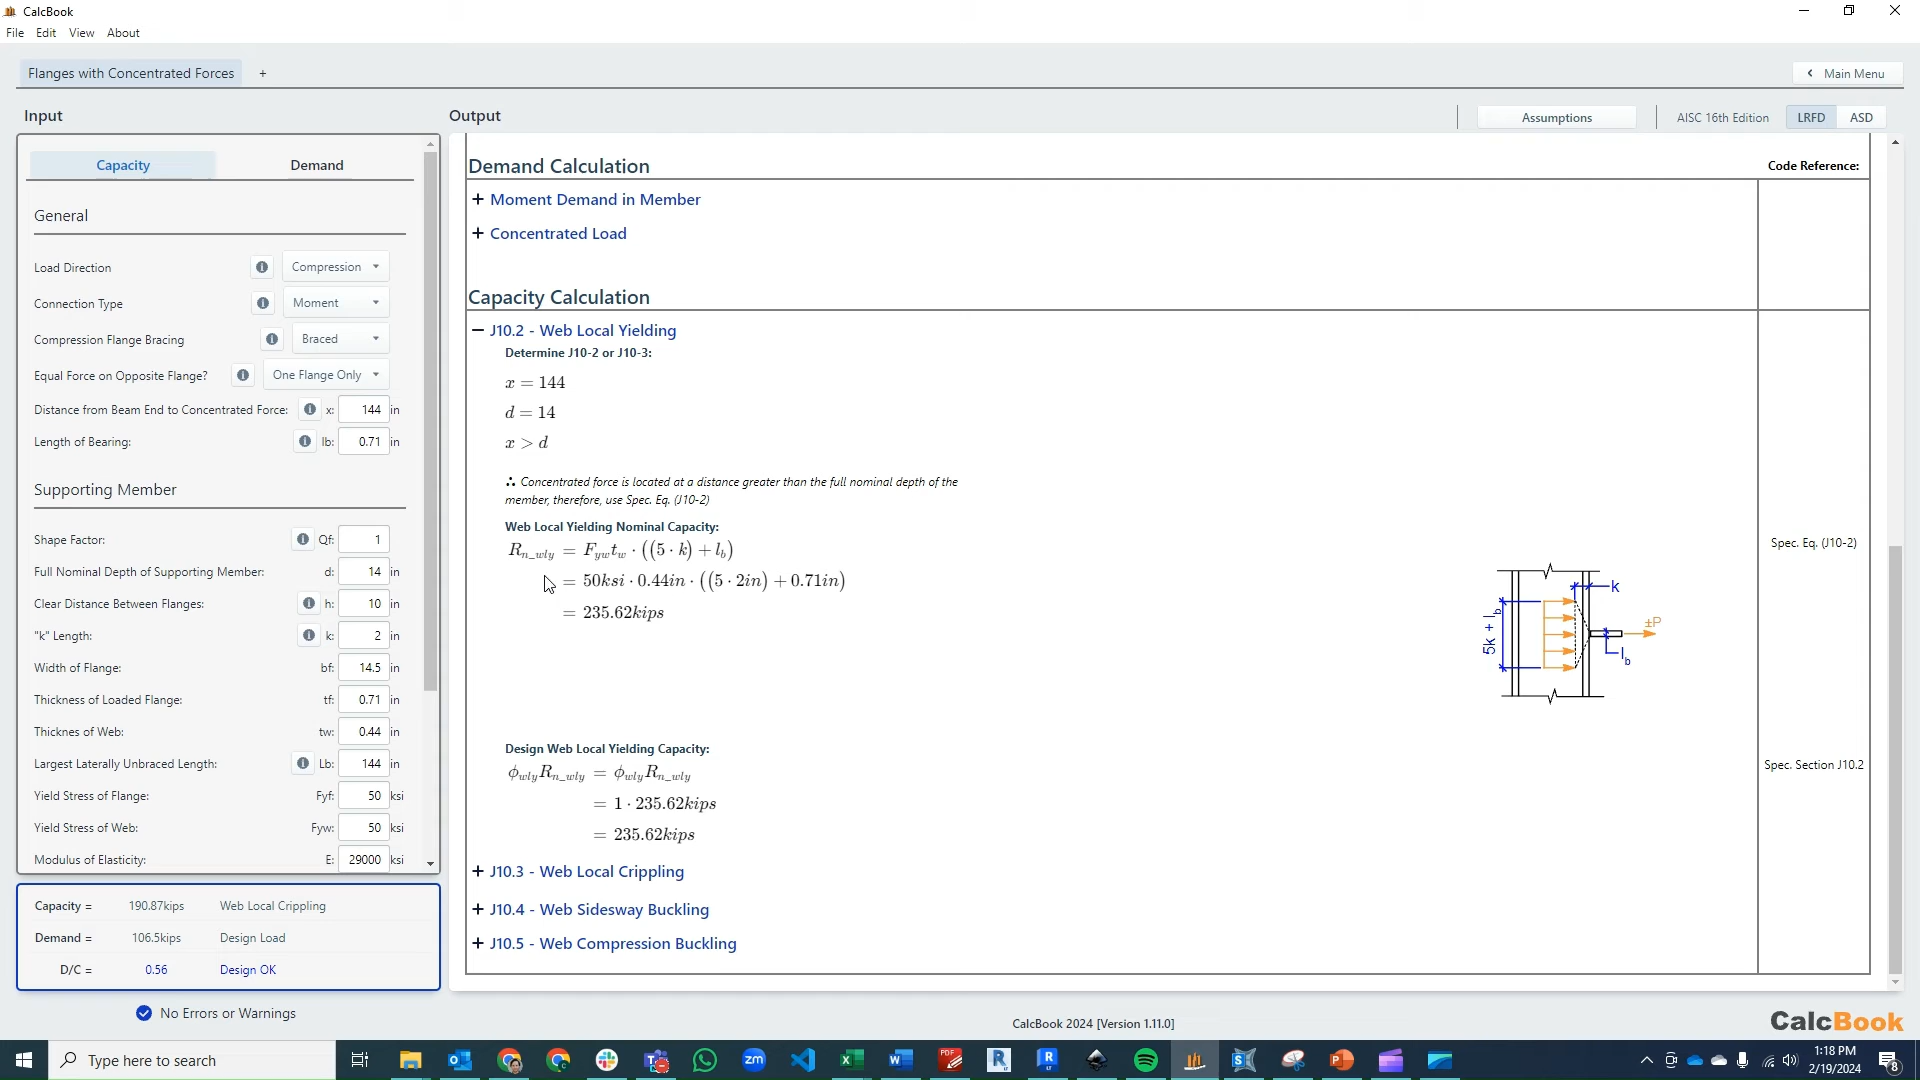 CalcBook
File Edit View About
Flanges with Concentrated Forces +
Main Menu
Input
Capacity Demand
General
Load Direction Compression
Connection Type Moment
Compression Flange Bracing Braced
Equal Force on Opposite Flange? One Flange Only
Distance from Beam End to Concentrated Force: x: 144 in
Length of Bearing: lb: 0.71 in
Supporting Member
Shape Factor: Qf: 1
Full Nominal Depth of Supporting Member: d: 14 in
Clear Distance Between Flanges: h: 10 in
"k" Length: k: 2 in
Width of Flange: bf: 14.5 in
Thickness of Loaded Flange: tf: 0.71 in
Thicknes of Web: tw: 0.44 in
Largest Laterally Unbraced Length: Lb: 144 in
Yield Stress of Flange: Fyf: 50 ksi
Yield Stress of Web: Fyw: 50 ksi
Modulus of Elasticity: E: 29000 ksi
Capacity = 190.87kips Web Local Crippling
Demand = 106.5kips Design Load
D/C = 0.56 Design OK
No Errors or Warnings
Output
Assumptions
AISC 16th Edition
LRFD ASD
Demand Calculation
Code Reference:
+ Moment Demand in Member
+ Concentrated Load
Capacity Calculation
− J10.2 - Web Local Yielding
Determine J10-2 or J10-3:
x = 144
d = 14
x > d
∴ Concentrated force is located at a distance greater than the full nominal depth of the
member, therefore, use Spec. Eq. (J10-2)
Web Local Yielding Nominal Capacity:
R_{n_wly} = F_{yw}t_w · ((5 · k) + l_b)
= 50ksi · 0.44in · ((5 · 2in) + 0.71in)
= 235.62kips
Spec. Eq. (J10-2)
k
5k + l_b
±P
l_b
Design Web Local Yielding Capacity:
ϕ_{wly}R_{n_wly} = ϕ_{wly}R_{n_wly}
= 1 · 235.62kips
= 235.62kips
Spec. Section J10.2
+ J10.3 - Web Local Crippling
+ J10.4 - Web Sidesway Buckling
+ J10.5 - Web Compression Buckling
CalcBook 2024 [Version 1.11.0]
CalcBook
Type here to search
1:18 PM
2/19/2024
8